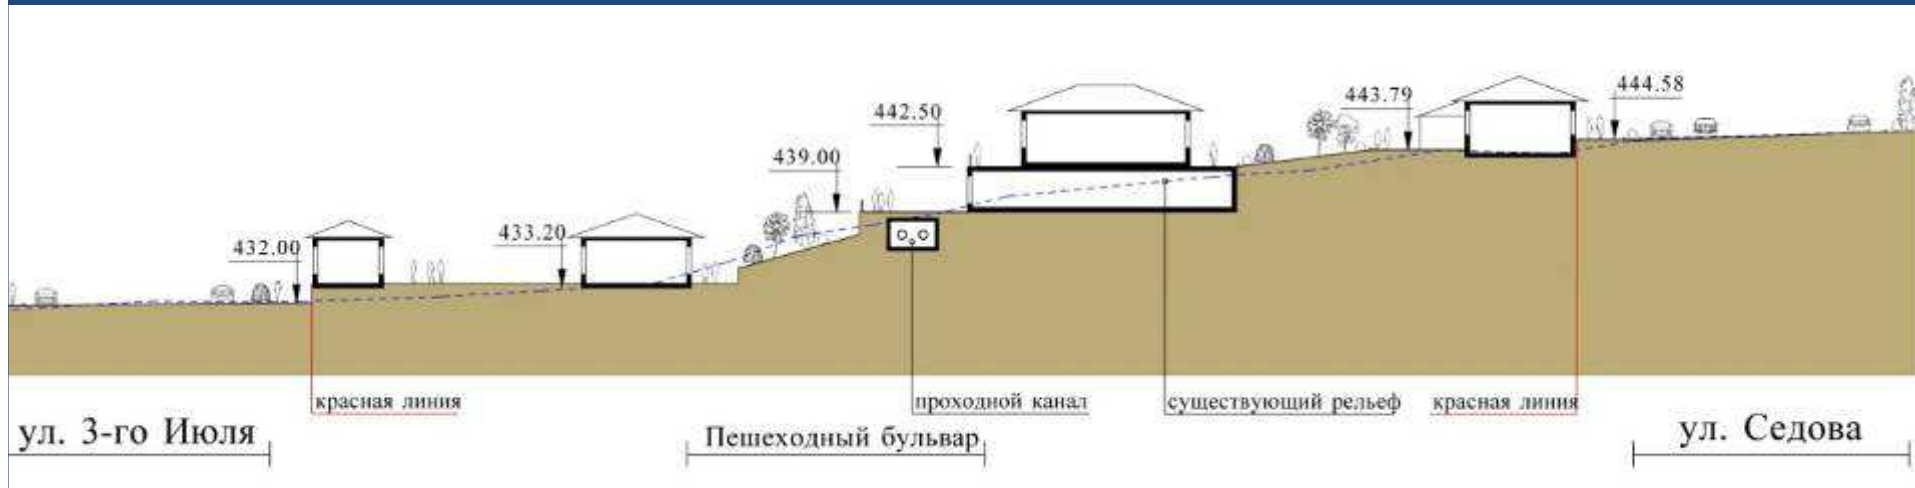 444.58
443.79
442.50
439.00
433.20
432.00
красная линия
проходной канал
существующий рельеф
красная линия
ул. 3-го Июля
Пешеходный бульвар
ул. Седова